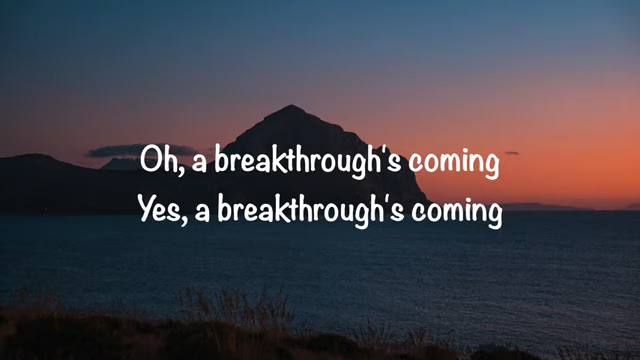 Oh, a breakthrough's coming
Yes, a breakthrough's coming